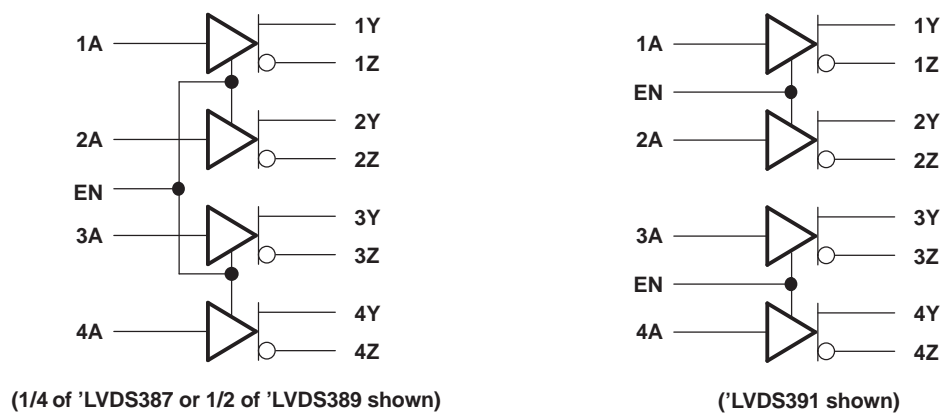 1A
1Y
1Z
2A
2Y
2Z
EN
3A
3Y
3Z
4A
4Y
4Z
(1/4 of ’LVDS387 or 1/2 of ’LVDS389 shown)
1A
1Y
1Z
EN
2A
2Y
2Z
3A
3Y
3Z
EN
4A
4Y
4Z
(’LVDS391 shown)